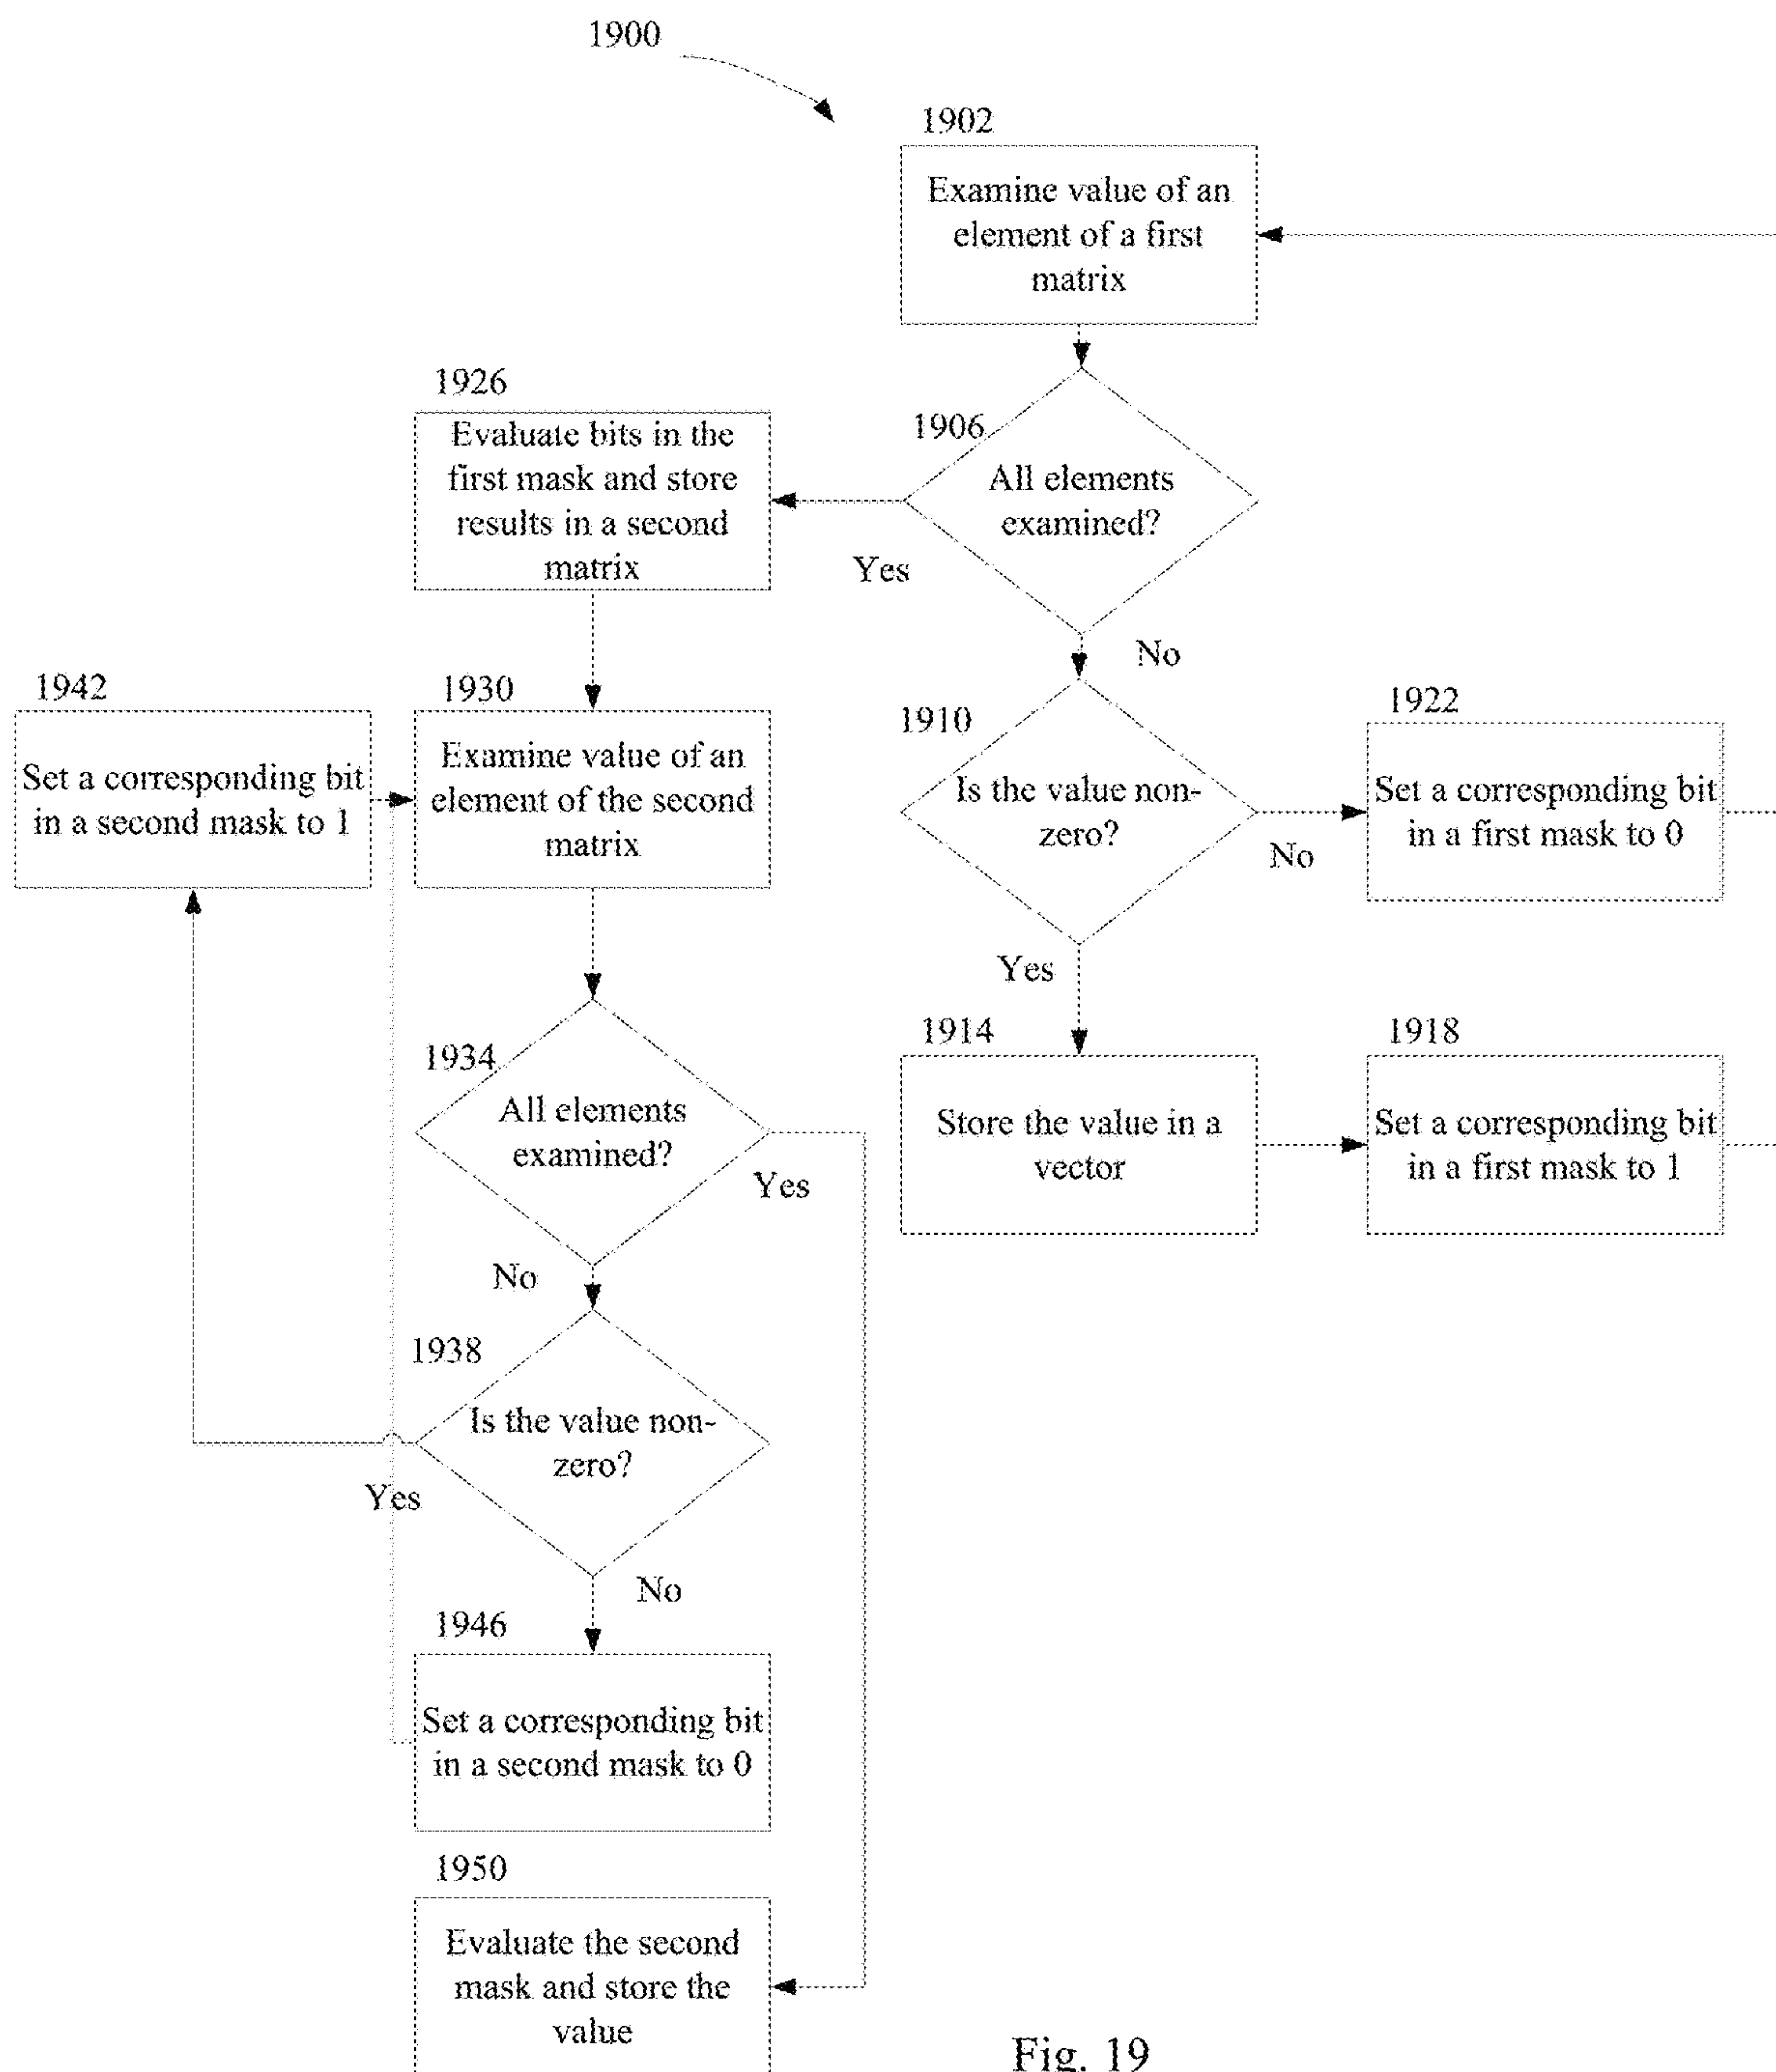 1900
1902
Examine value of an
element of a first
matrix
1906
All elements
examined?
Yes
No
1926
Evaluate bits in the
first mask and store
results in a second
matrix
1910
Is the value non-
zero?
No
Yes
1922
Set a corresponding bit
in a first mask to 0
1914
Store the value in a
vector
1918
Set a corresponding bit
in a first mask to 1
1942
Set a corresponding bit
in a second mask to 1
1930
Examine value of an
element of the second
matrix
1934
All elements
examined?
Yes
No
1938
Is the value non-
zero?
Yes
No
1946
Set a corresponding bit
in a second mask to 0
1950
Evaluate the second
mask and store the
value
Fig. 19